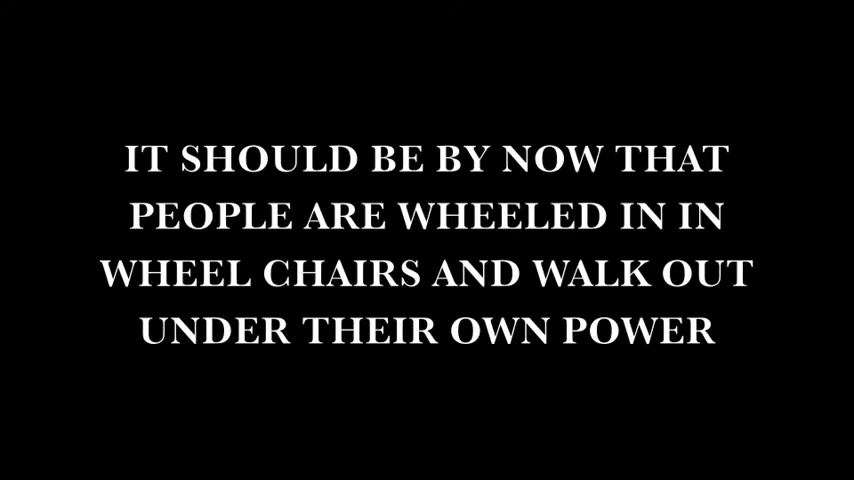 IT SHOULD BE BY NOW THAT
PEOPLE ARE WHEELED IN IN
WHEEL CHAIRS AND WALK OUT
UNDER THEIR OWN POWER